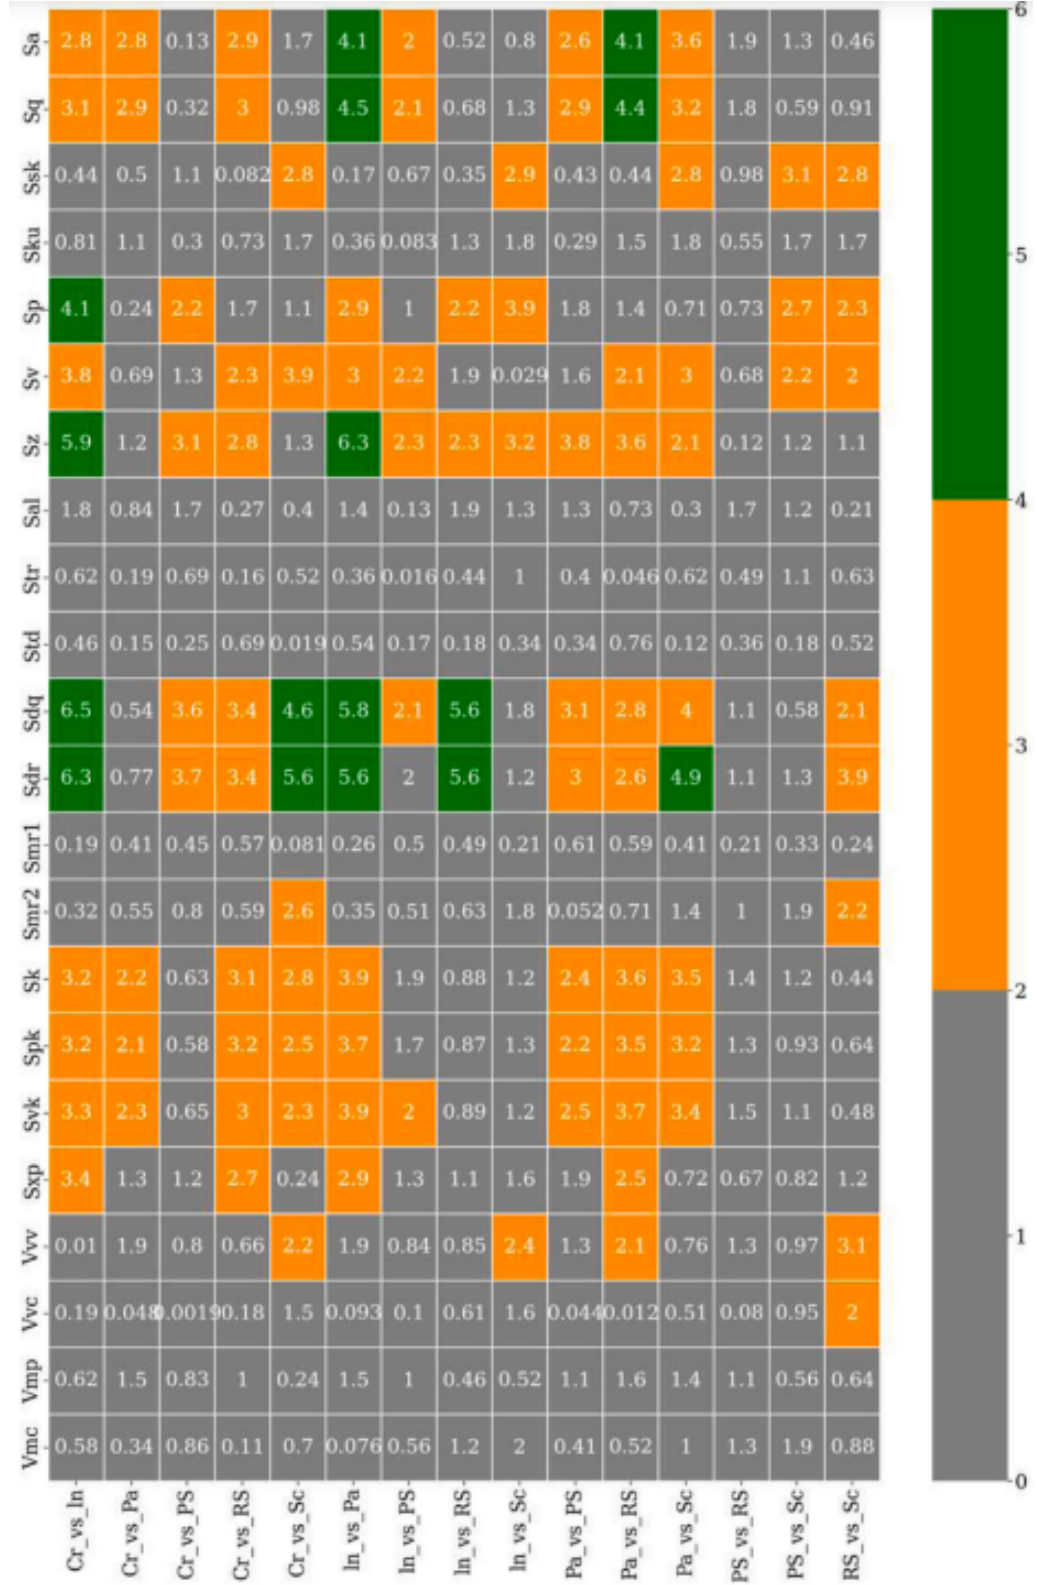 Sa 2.8 2.8 0.13 2.9 1.7 4.1 2 0.52 0.8 2.6 4.1 3.6 1.9 1.3 0.46
Sq 3.1 2.9 0.32 3 0.98 4.5 2.1 0.68 1.3 2.9 4.4 3.2 1.8 0.59 0.91
Ssk 0.44 0.5 1.1 0.082 2.8 0.17 0.67 0.35 2.9 0.43 0.44 2.8 0.98 3.1 2.8
Sku 0.81 1.1 0.3 0.73 1.7 0.36 0.083 1.3 1.8 0.29 1.5 1.8 0.55 1.7 1.7
Sp 4.1 0.24 2.2 1.7 1.1 2.9 1 2.2 3.9 1.8 1.4 0.71 0.73 2.7 2.3
Sv 3.8 0.69 1.3 2.3 3.9 3 2.2 1.9 0.029 1.6 2.1 3 0.68 2.2 2
Sz 5.9 1.2 3.1 2.8 1.3 6.3 2.3 2.3 3.2 3.8 3.6 2.1 0.12 1.2 1.1
Sal 1.8 0.84 1.7 0.27 0.4 1.4 0.13 1.9 1.3 1.3 0.73 0.3 1.7 1.2 0.21
Str 0.62 0.19 0.69 0.16 0.52 0.36 0.016 0.44 1 0.4 0.046 0.62 0.49 1.1 0.63
Std 0.46 0.15 0.25 0.69 0.019 0.54 0.17 0.18 0.34 0.34 0.76 0.12 0.36 0.18 0.52
Sdq 6.5 0.54 3.6 3.4 4.6 5.8 2.1 5.6 1.8 3.1 2.8 4 1.1 0.58 2.1
Sdr 6.3 0.77 3.7 3.4 5.6 5.6 2 5.6 1.2 3 2.6 4.9 1.1 1.3 3.9
Smr1 0.19 0.41 0.45 0.57 0.081 0.26 0.5 0.49 0.21 0.61 0.59 0.41 0.21 0.33 0.24
Smr2 0.32 0.55 0.8 0.59 2.6 0.35 0.51 0.63 1.8 0.052 0.71 1.4 1 1.9 2.2
Sk 3.2 2.2 0.63 3.1 2.8 3.9 1.9 0.88 1.2 2.4 3.6 3.5 1.4 1.2 0.44
Spk 3.2 2.1 0.58 3.2 2.5 3.7 1.7 0.87 1.3 2.2 3.5 3.2 1.3 0.93 0.64
Svk 3.3 2.3 0.65 3 2.3 3.9 2 0.89 1.2 2.5 3.7 3.4 1.5 1.1 0.48
Sxp 3.4 1.3 1.2 2.7 0.24 2.9 1.3 1.1 1.6 1.9 2.5 0.72 0.67 0.82 1.2
Vvv 0.01 1.9 0.8 0.66 2.2 1.9 0.84 0.85 2.4 1.3 2.1 0.76 1.3 0.97 3.1
Vvc 0.19 0.048 0.0019 0.18 1.5 0.093 0.1 0.61 1.6 0.044 0.012 0.51 0.08 0.95 2
Vmp 0.62 1.5 0.83 1 0.24 1.5 1 0.46 0.52 1.1 1.6 1.4 1.1 0.56 0.64
Vmc 0.58 0.34 0.86 0.11 0.7 0.076 0.56 1.2 2 0.41 0.52 1 1.3 1.9 0.88
Cr_vs_In
Cr_vs_Pa
Cr_vs_PS
Cr_vs_RS
Cr_vs_Sc
In_vs_Pa
In_vs_PS
In_vs_RS
In_vs_Sc
Pa_vs_PS
Pa_vs_RS
Pa_vs_Sc
PS_vs_RS
PS_vs_Sc
RS_vs_Sc
6
5
4
3
2
1
0